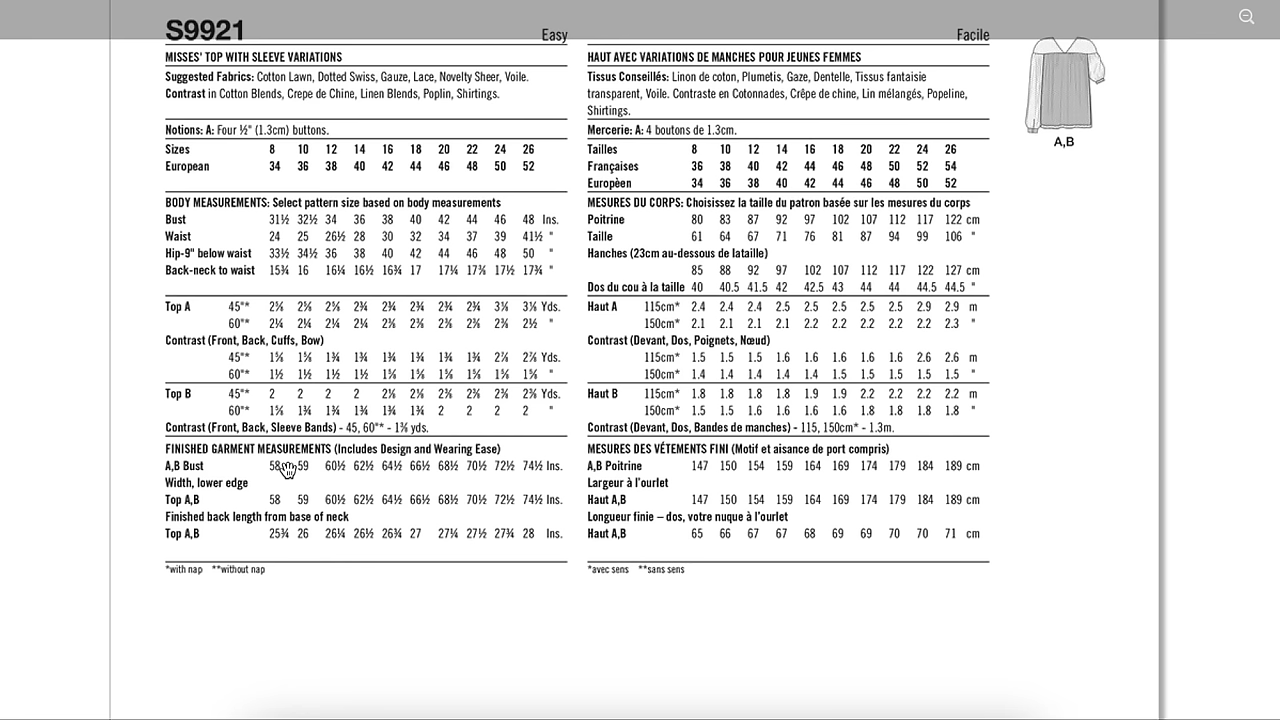 S9921
Easy
MISSES' TOP WITH SLEEVE VARIATIONS
Suggested Fabrics: Cotton Lawn, Dotted Swiss, Gauze, Lace, Novelty Sheer, Voile.
Contrast in Cotton Blends, Crepe de Chine, Linen Blends, Poplin, Shirtings.
Notions: A: Four ½" (1.3cm) buttons.
Sizes 8 10 12 14 16 18 20 22 24 26
European 34 36 38 40 42 44 46 48 50 52
BODY MEASUREMENTS: Select pattern size based on body measurements
Bust 31½ 32½ 34 36 38 40 42 44 46 48 Ins.
Waist 24 25 26½ 28 30 32 34 37 39 41½ "
Hip-9" below waist 33½ 34½ 36 38 40 42 44 46 48 50 "
Back-neck to waist 15¾ 16 16¼ 16½ 16¾ 17 17¼ 17⅜ 17½ 17¾ "
Top A 45"* 2⅝ 2⅝ 2⅝ 2¾ 2¾ 2¾ 2¾ 2¾ 3⅛ 3⅛ Yds.
60"* 2¼ 2¼ 2¼ 2¼ 2⅜ 2⅜ 2⅜ 2⅜ 2⅜ 2½ "
Contrast (Front, Back, Cuffs, Bow)
45"* 1⅝ 1⅝ 1¾ 1¾ 1¾ 1¾ 1¾ 1¾ 2⅞ 2⅞ Yds.
60"* 1½ 1½ 1½ 1½ 1⅝ 1⅝ 1⅝ 1⅝ 1⅝ 1⅝ "
Top B 45"* 2 2 2 2 2⅛ 2⅛ 2⅜ 2⅜ 2⅜ 2⅜ Yds.
60"* 1⅝ 1¾ 1¾ 1¾ 1¾ 1¾ 2 2 2 2 "
Contrast (Front, Back, Sleeve Bands) - 45, 60"* - 1⅜ yds.
FINISHED GARMENT MEASUREMENTS (Includes Design and Wearing Ease)
A,B Bust 58 59 60½ 62½ 64½ 66½ 68½ 70½ 72½ 74½ Ins.
Width, lower edge
Top A,B 58 59 60½ 62½ 64½ 66½ 68½ 70½ 72½ 74½ Ins.
Finished back length from base of neck
Top A,B 25¾ 26 26¼ 26½ 26¾ 27 27¼ 27½ 27¾ 28 Ins.
*with nap **without nap
Facile
HAUT AVEC VARIATIONS DE MANCHES POUR JEUNES FEMMES
Tissus Conseillés: Linon de coton, Plumetis, Gaze, Dentelle, Tissus fantaisie
transparent, Voile. Contraste en Cotonnades, Crêpe de chine, Lin mélangés, Popeline,
Shirtings.
Mercerie: A: 4 boutons de 1.3cm.
Tailles 8 10 12 14 16 18 20 22 24 26
Françaises 36 38 40 42 44 46 48 50 52 54
Europèen 34 36 38 40 42 44 46 48 50 52
MESURES DU CORPS: Choisissez la taille du patron basée sur les mesures du corps
Poitrine 80 83 87 92 97 102 107 112 117 122 cm
Taille 61 64 67 71 76 81 87 94 99 106 "
Hanches (23cm au-dessous de lataille)
85 88 92 97 102 107 112 117 122 127 cm
Dos du cou à la taille 40 40.5 41.5 42 42.5 43 44 44 44.5 44.5 "
Haut A 115cm* 2.4 2.4 2.4 2.5 2.5 2.5 2.5 2.5 2.9 2.9 m
150cm* 2.1 2.1 2.1 2.1 2.2 2.2 2.2 2.2 2.2 2.3 "
Contraste (Devant, Dos, Poignets, Nœud)
115cm* 1.5 1.5 1.5 1.6 1.6 1.6 1.6 1.6 2.6 2.6 m
150cm* 1.4 1.4 1.4 1.4 1.5 1.5 1.5 1.5 1.5 1.5 "
Haut B 115cm* 1.8 1.8 1.8 1.8 1.9 1.9 2.2 2.2 2.2 2.2 m
150cm* 1.5 1.5 1.6 1.6 1.6 1.6 1.8 1.8 1.8 1.8 "
Contraste (Devant, Dos, Bandes de manches) - 115, 150cm* - 1.3m.
MESURES DES VÉTEMENTS FINI (Motif et aisance de port compris)
A,B Poitrine 147 150 154 159 164 169 174 179 184 189 cm
Largeur à l'ourlet
Haut A,B 147 150 154 159 164 169 174 179 184 189 cm
Longueur finie – dos, votre nuque à l'ourlet
Haut A,B 65 66 67 67 68 69 69 70 70 71 cm
*avec sens **sans sens
A,B